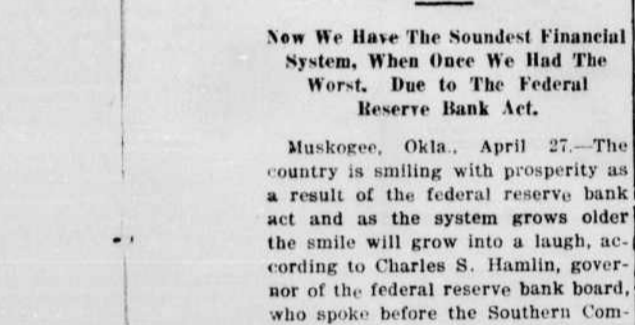 Now We Have The Soundest Financial
System, When Once We Had The
Worst. Due to The Federal
Reserve Bank Act.
Muskogee, Okla., April 27.—The
country is smiling with prosperity as
a result of the federal reserve bank
act and as the system grows older
the smile will grow into a laugh, ac-
cording to Charles S. Hamlin, gover-
nor of the federal reserve bank board,
who spoke before the Southern Com-